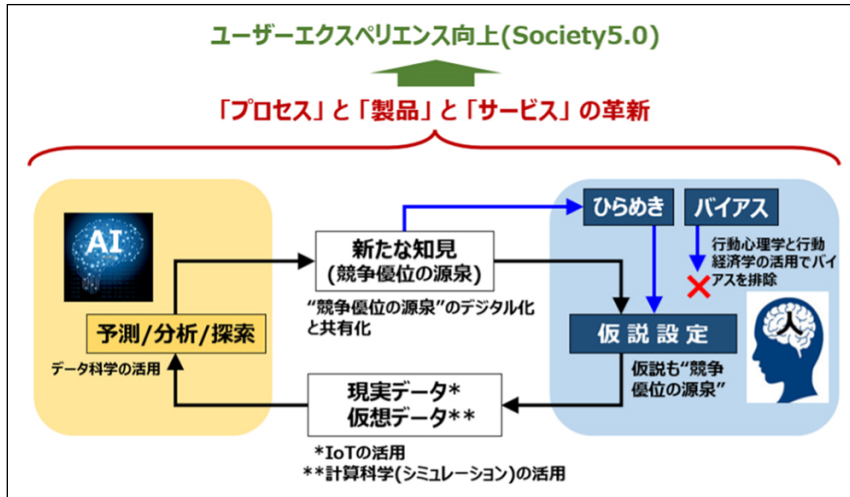 ユーザーエクスペリエンス向上(Society5.0)
「プロセス」と「製品」と「サービス」の革新
AI
予測/分析/探索
データ科学の活用
新たな知見
(競争優位の源泉)
“競争優位の源泉”のデジタル化
と共有化
現実データ*
仮想データ**
*IoTの活用
**計算科学(シミュレーション)の活用
ひらめき
バイアス
行動心理学と行動
経済学の活用でバイ
アスを排除
仮説設定
仮説も“競争
優位の源泉”
人